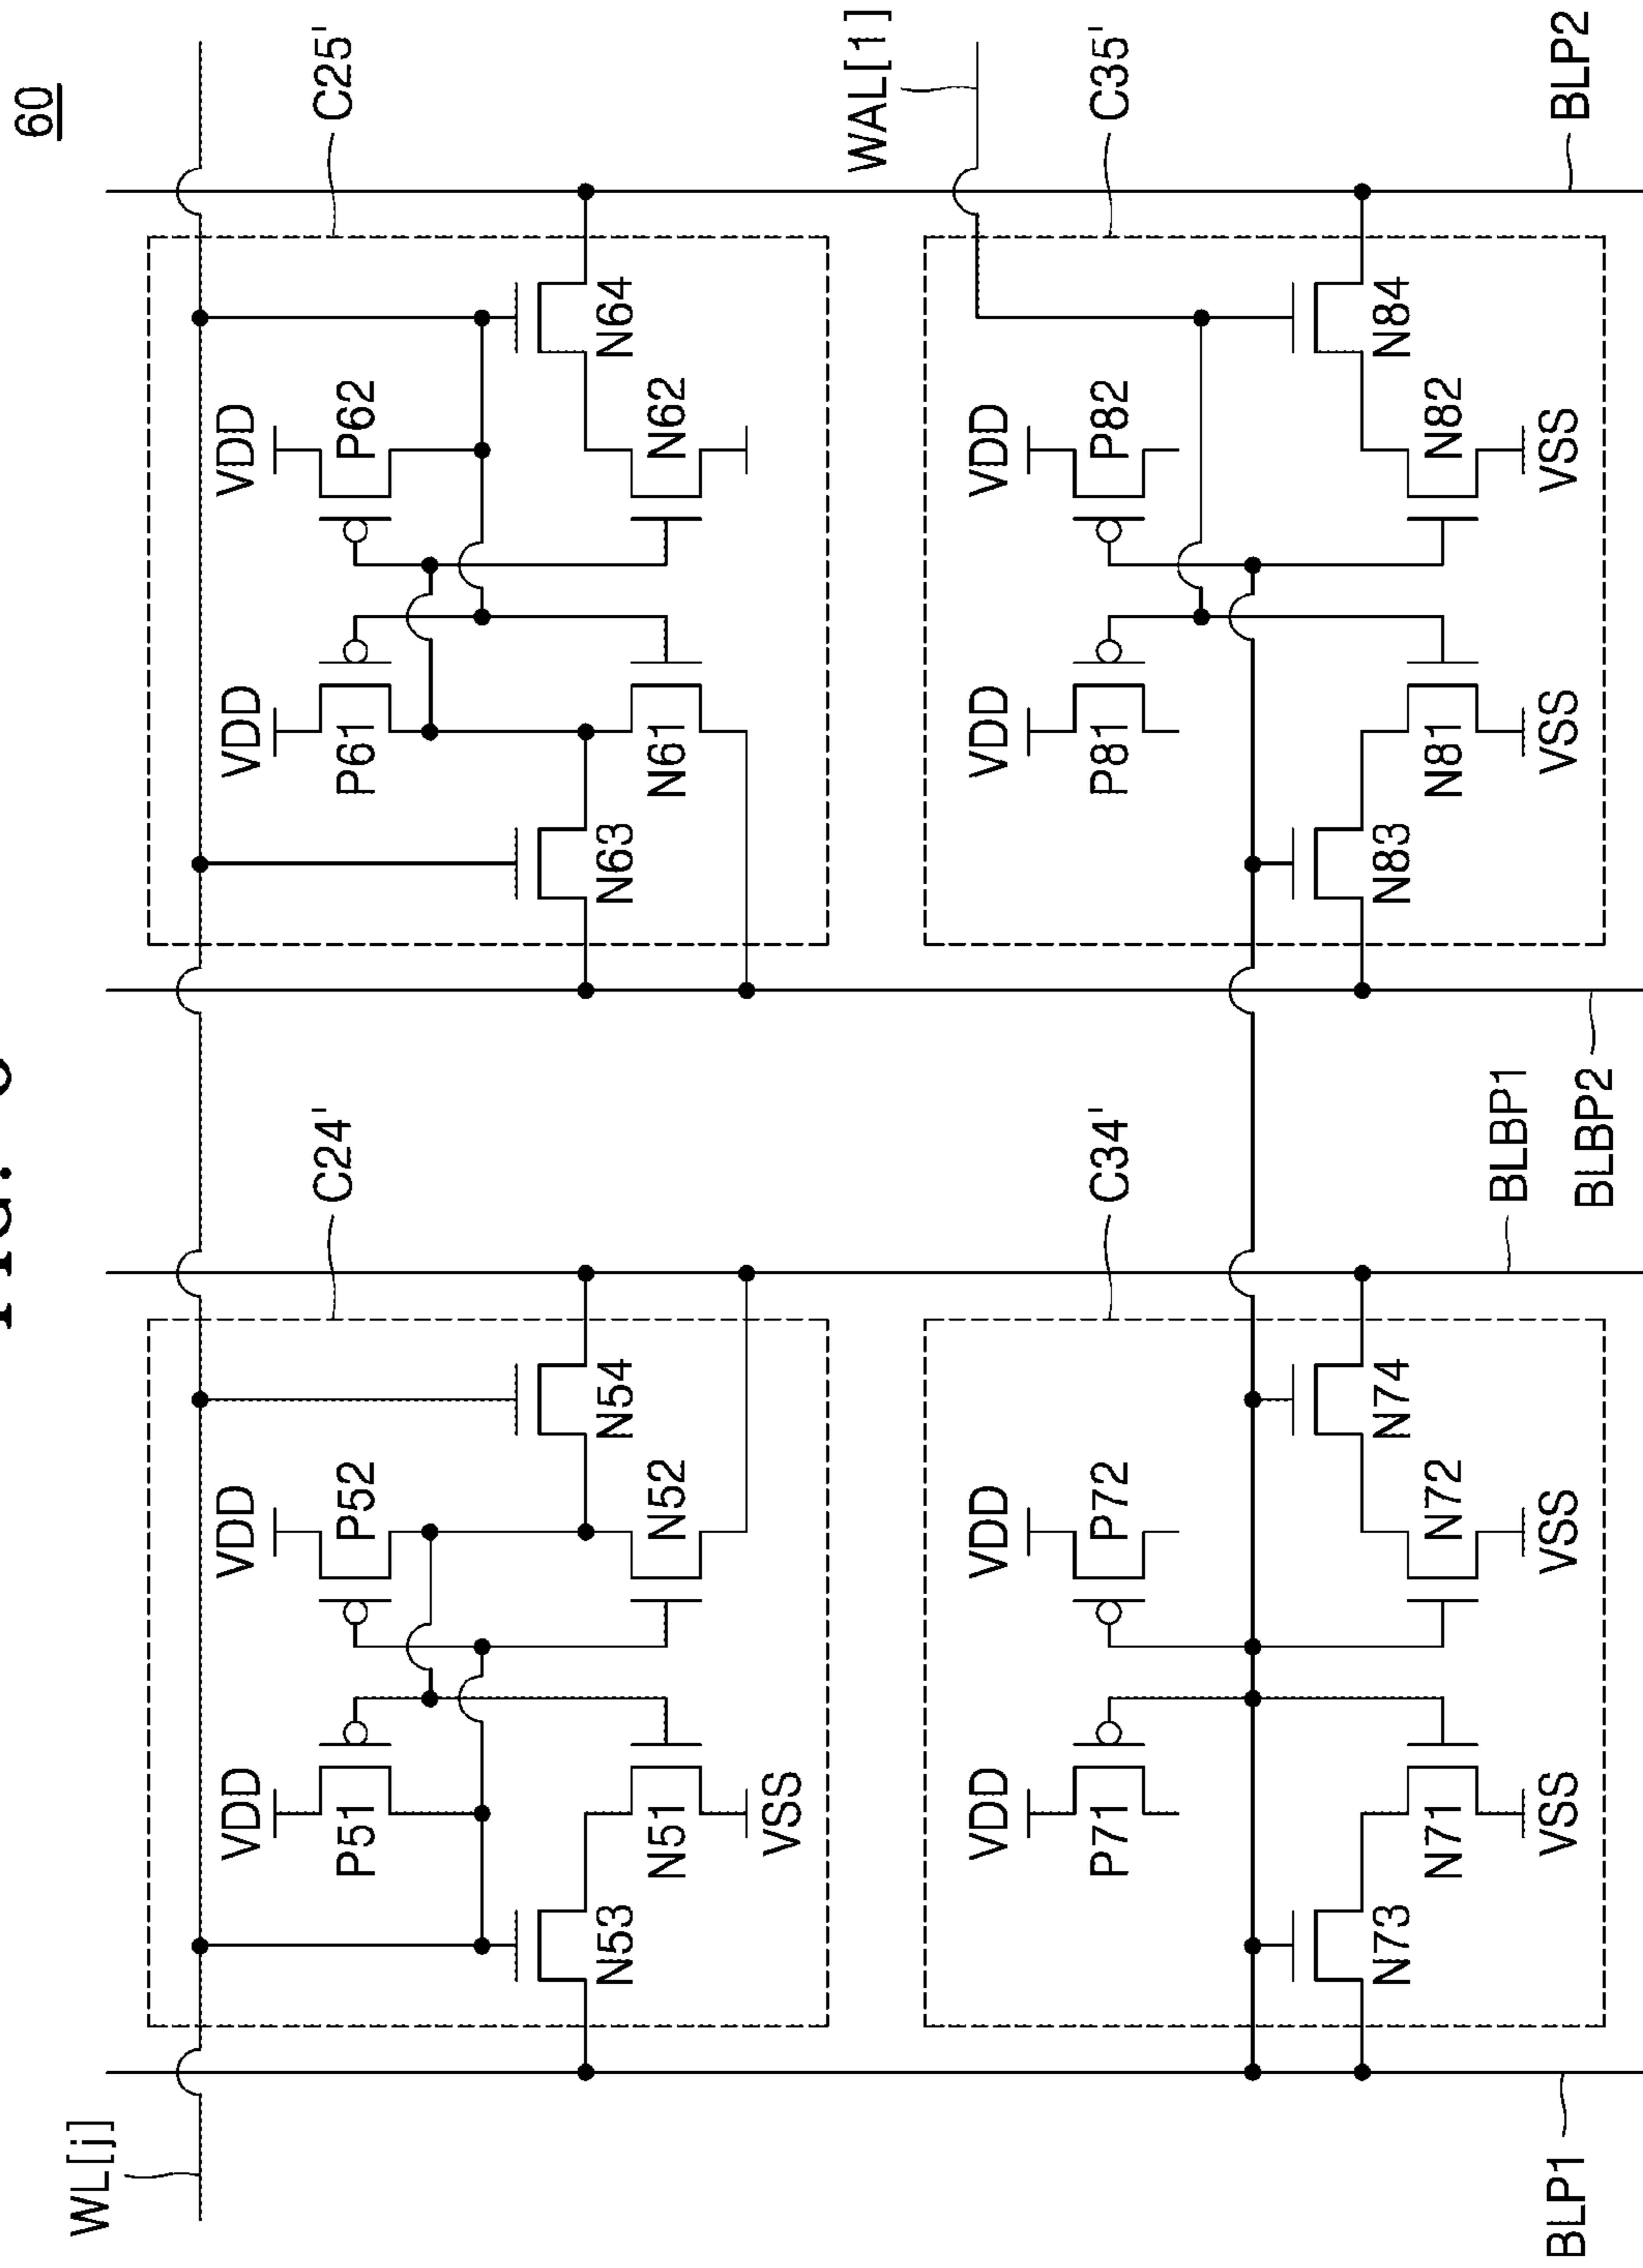 60
WL[j]
VDD
VDD
VDD
VDD
C24'
C25'
P51
P52
P61
P62
N53
N51
N52
N54
N63
N61
N62
N64
VSS
WAL[1]
VDD
VDD
VDD
VDD
C34'
C35'
P71
P72
P81
P82
N73
N71
N72
N74
N83
N81
N82
N84
VSS
VSS
VSS
VSS
BLP1
BLBP1
BLBP2
BLP2